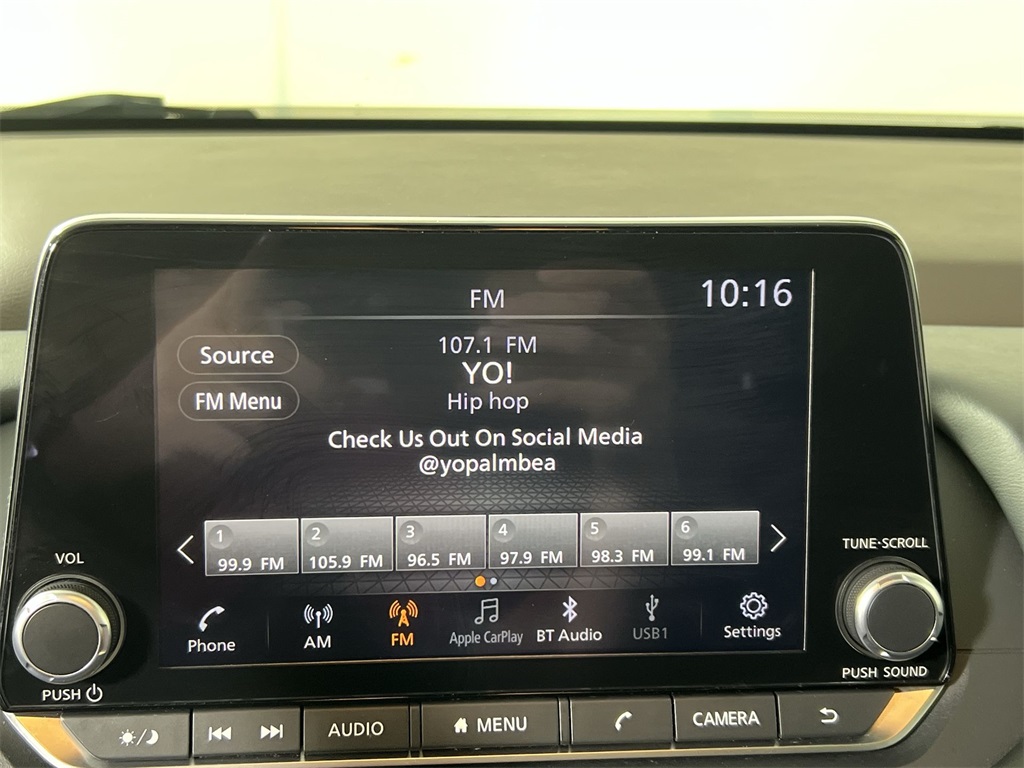 FM
10:16
Source
107.1 FM
YO!
FM Menu
Hip hop
Check Us Out On Social Media
@yopalmbea
1
99.9 FM
2
105.9 FM
3
96.5 FM
4
97.9 FM
5
98.3 FM
6
99.1 FM
VOL
TUNE·SCROLL
Phone
AM
FM
Apple CarPlay
BT Audio
USB1
Settings
PUSH
PUSH SOUND
AUDIO
MENU
CAMERA